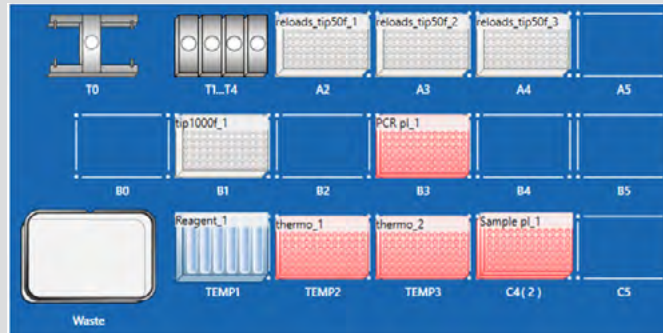 reloads_tip50f_1
reloads_tip50f_2
reloads_tip50f_3
T0
T1...T4
A2
A3
A4
A5
tip1000f_1
PCR pl_1
B0
B1
B2
B3
B4
B5
Reagent_1
thermo_1
thermo_2
Sample pl_1
TEMP1
TEMP2
TEMP3
C4( 2 )
C5
Waste